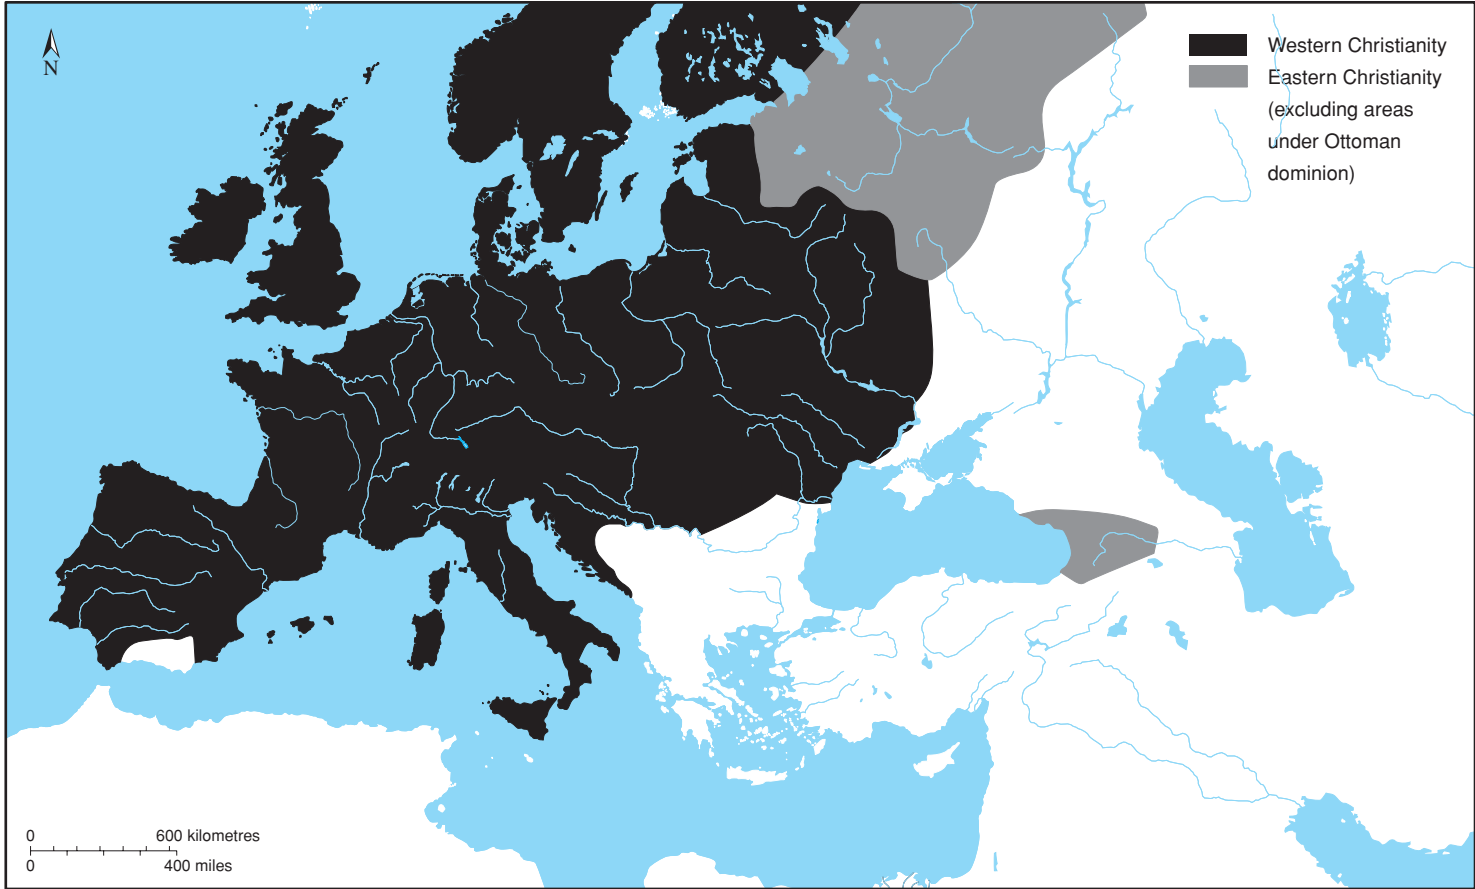 N
Western Christianity
Eastern Christianity
(excluding areas
under Ottoman
dominion)
0 600 kilometres
0 400 miles